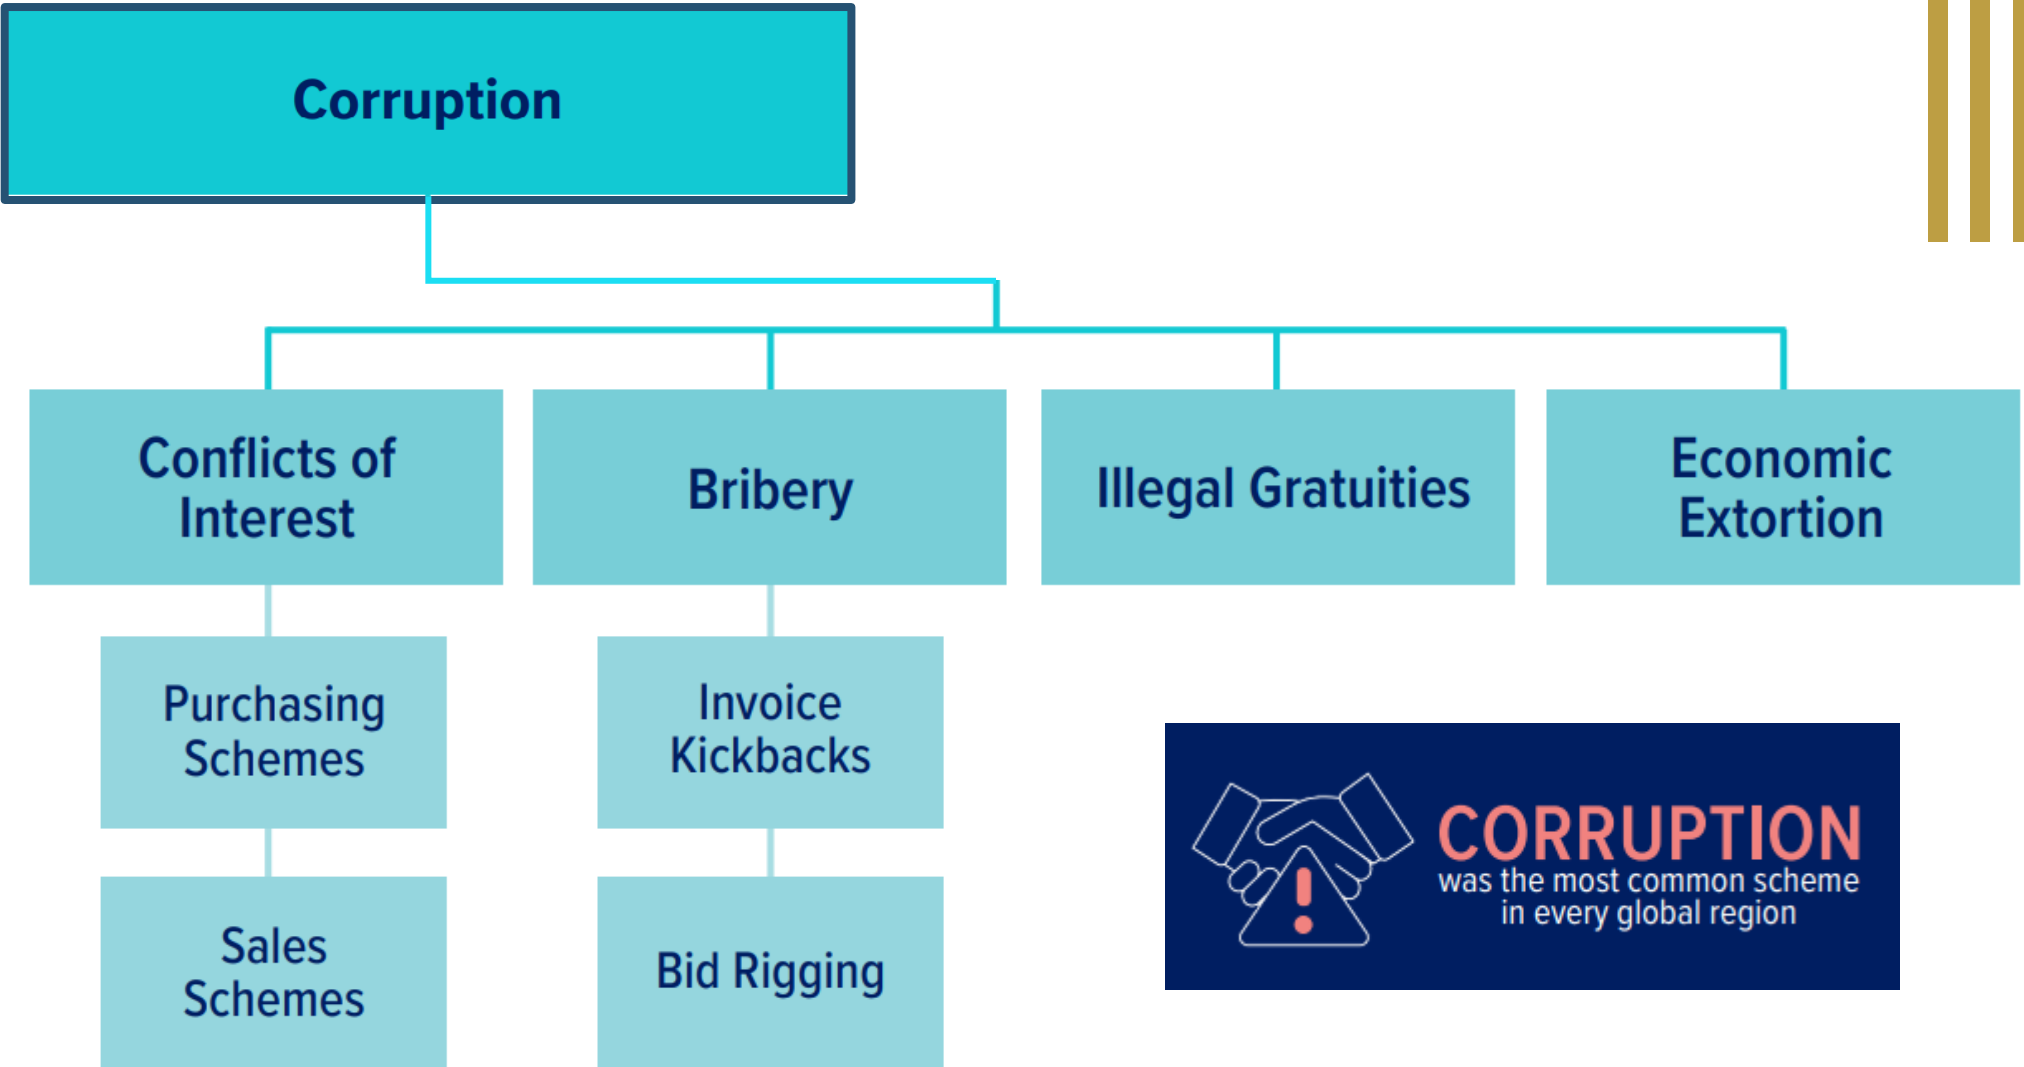 Corruption
Conflicts of
Interest
Bribery
Illegal Gratuities
Economic
Extortion
Purchasing
Schemes
Invoice
Kickbacks
Sales
Schemes
Bid Rigging
CORRUPTION
was the most common scheme
in every global region